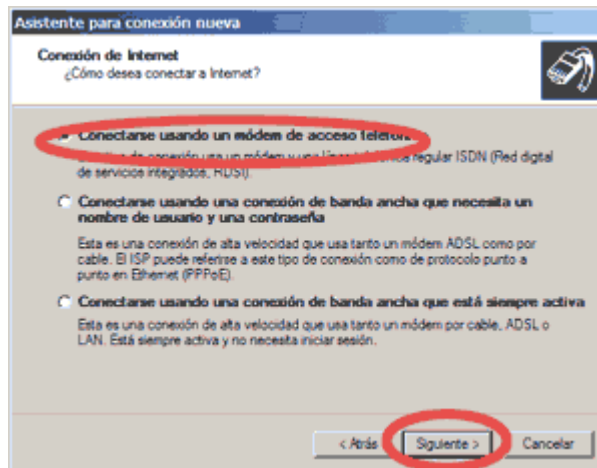 Asistente para conexión nueva
Conexión de Internet
¿Cómo desea conectar a Internet?
Conectarse usando un módem de acceso
de conexión usa un módem y una línea telefónica regular ISDN (Red digital
de servicios integrados, RDSI).
Conectarse usando una conexión de banda ancha que necesita un
nombre de usuario y una contraseña
Esta es una conexión de alta velocidad que usa tanto un módem ADSL como por
cable. El ISP puede referirse a este tipo de conexión como de protocolo punto a
punto en Ethernet (PPPoE).
Conectarse usando una conexión de banda ancha que está siempre activa
Esta es una conexión de alta velocidad que usa tanto un módem por cable, ADSL o
LAN. Está siempre activa y no necesita iniciar sesión.
< Atrás
Siguiente >
Cancelar